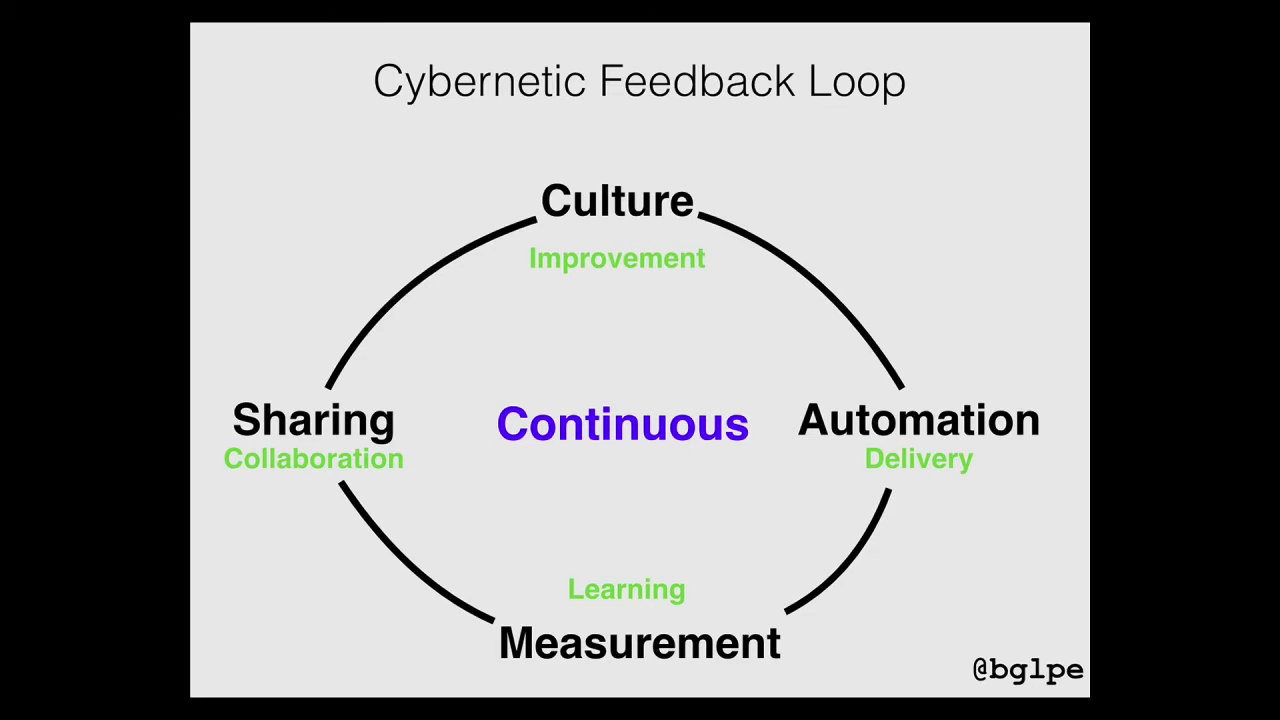 Cybernetic Feedback Loop
Culture
Improvement
Sharing
Collaboration
Continuous
Automation
Delivery
Learning
Measurement
@bglpe